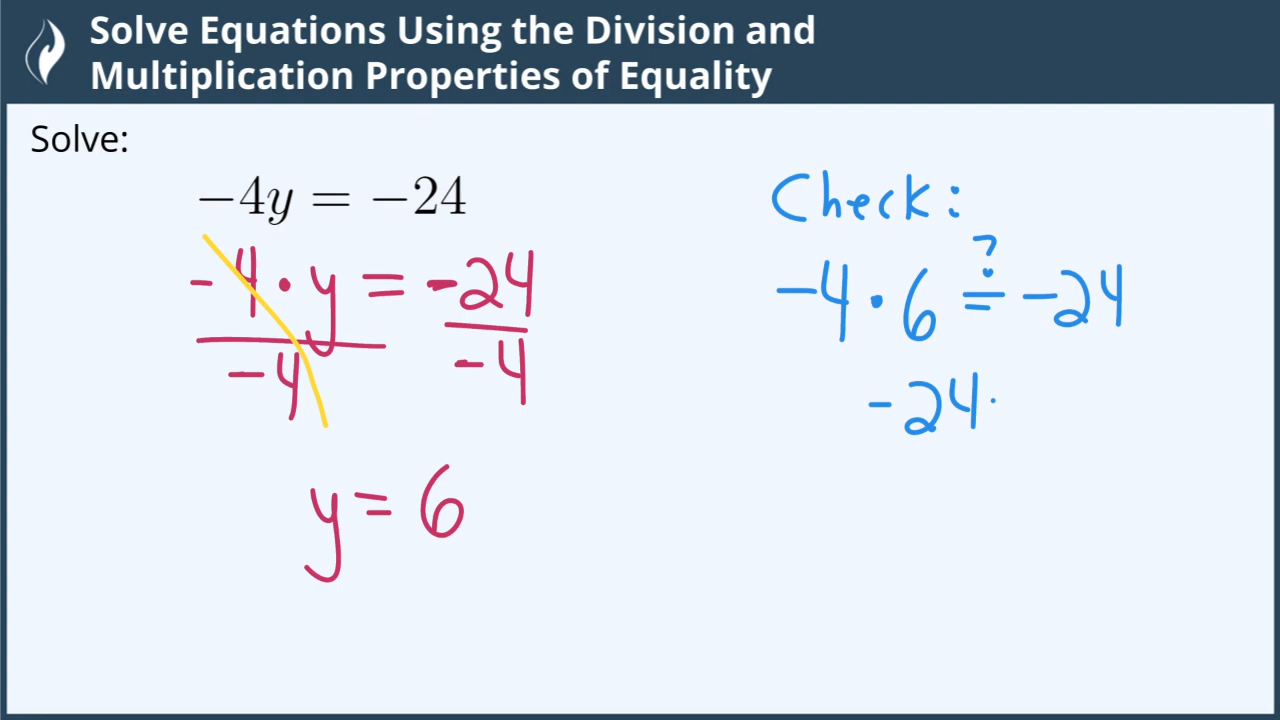 Solve Equations Using the Division and
Multiplication Properties of Equality
Solve:
−4y = −24
-4 · y = -24
-4 -4
y = 6
Check:
-4 · 6 ≟ -24
-24